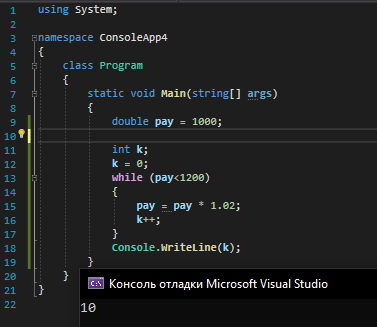 1 using System;
2
3 namespace ConsoleApp4
4 {
5 class Program
6 {
7 static void Main(string[] args)
8 {
9 double pay = 1000;
10
11 int k;
12 k = 0;
13 while (pay<1200)
14 {
15 pay = pay * 1.02;
16 k++;
17 }
18 Console.WriteLine(k);
19 }
20 }
21 }
22
C:\ Консоль отладки Microsoft Visual Studio
10